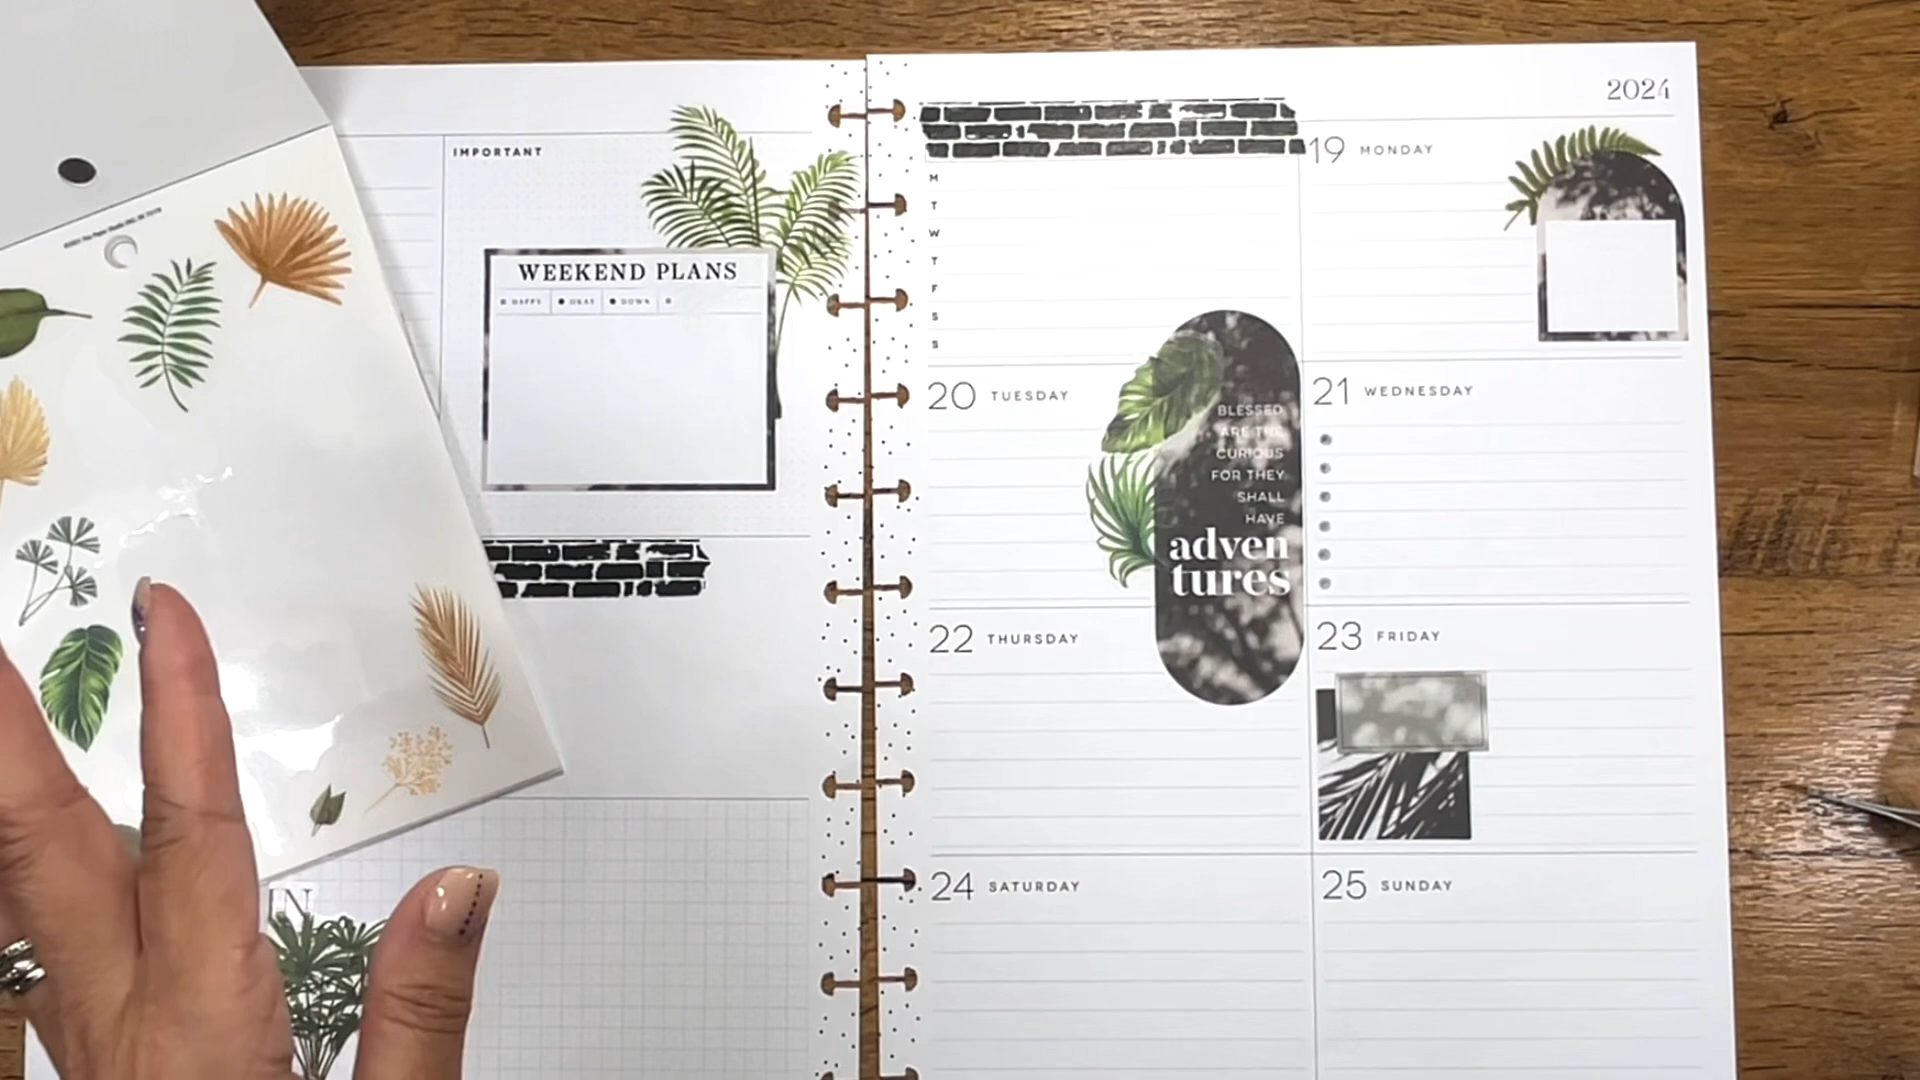 IMPORTANT
WEEKEND PLANS
HAPPY
OKAY
DOWN
IN
2024
M
T
W
T
F
S
S
19 MONDAY
20 TUESDAY
21 WEDNESDAY
BLESSED
ARE THE
CURIOUS
FOR THEY
SHALL
HAVE
adven
tures
22 THURSDAY
23 FRIDAY
24 SATURDAY
25 SUNDAY